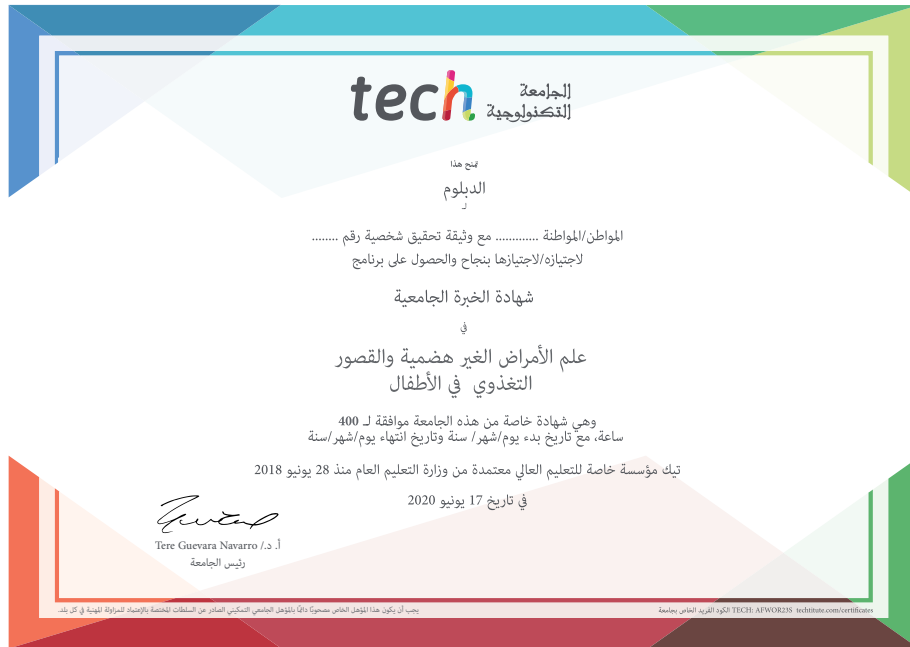 tech الجامعة
التكنولوجية
تمنح هذا
الدبلوم
لـ
المواطن/المواطنة ............. مع وثيقة تحقيق شخصية رقم ........
لاجتيازه/لاجتيازها بنجاح والحصول على برنامج
شهادة الخبرة الجامعية
في
علم الأمراض الغير هضمية والقصور
التغذوي في الأطفال
وهي شهادة خاصة من هذه الجامعة موافقة لـ 400
ساعة، مع تاريخ بدء يوم/شهر/ سنة وتاريخ انتهاء يوم/شهر/سنة
تيك مؤسسة خاصة للتعليم العالي معتمدة من وزارة التعليم العام منذ 28 يونيو 2018
في تاريخ 17 يونيو 2020
أ. د./ Tere Guevara Navarro
رئيس الجامعة
يجب أن يكون هذا المؤهل الخاص مصحوبًا دائمًا بالمؤهل الجامعي التمكيني الصادر عن السلطات المختصة بالإعتماد للمزاولة المهنية في كل بلد.
الكود الفريد الخاص بجامعة TECH: AFWOR23S techtitute.com/certificates